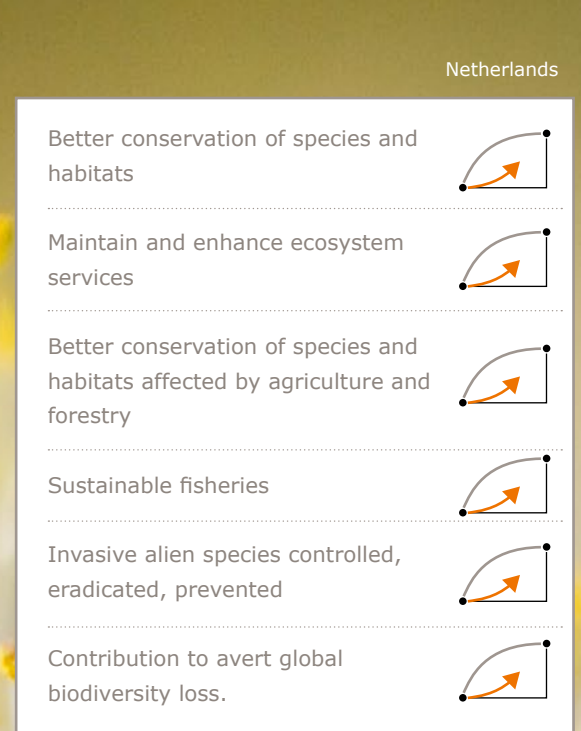 Netherlands
Better conservation of species and
habitats
Maintain and enhance ecosystem
services
Better conservation of species and
habitats affected by agriculture and
forestry
Sustainable fisheries
Invasive alien species controlled,
eradicated, prevented
Contribution to avert global
biodiversity loss.